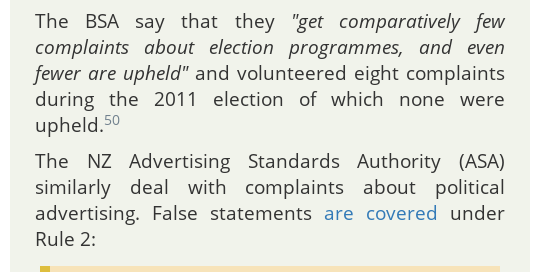 The BSA say that they "get comparatively few
complaints about election programmes, and even
fewer are upheld" and volunteered eight complaints
during the 2011 election of which none were
upheld.50
The NZ Advertising Standards Authority (ASA)
similarly deal with complaints about political
advertising. False statements are covered under
Rule 2: